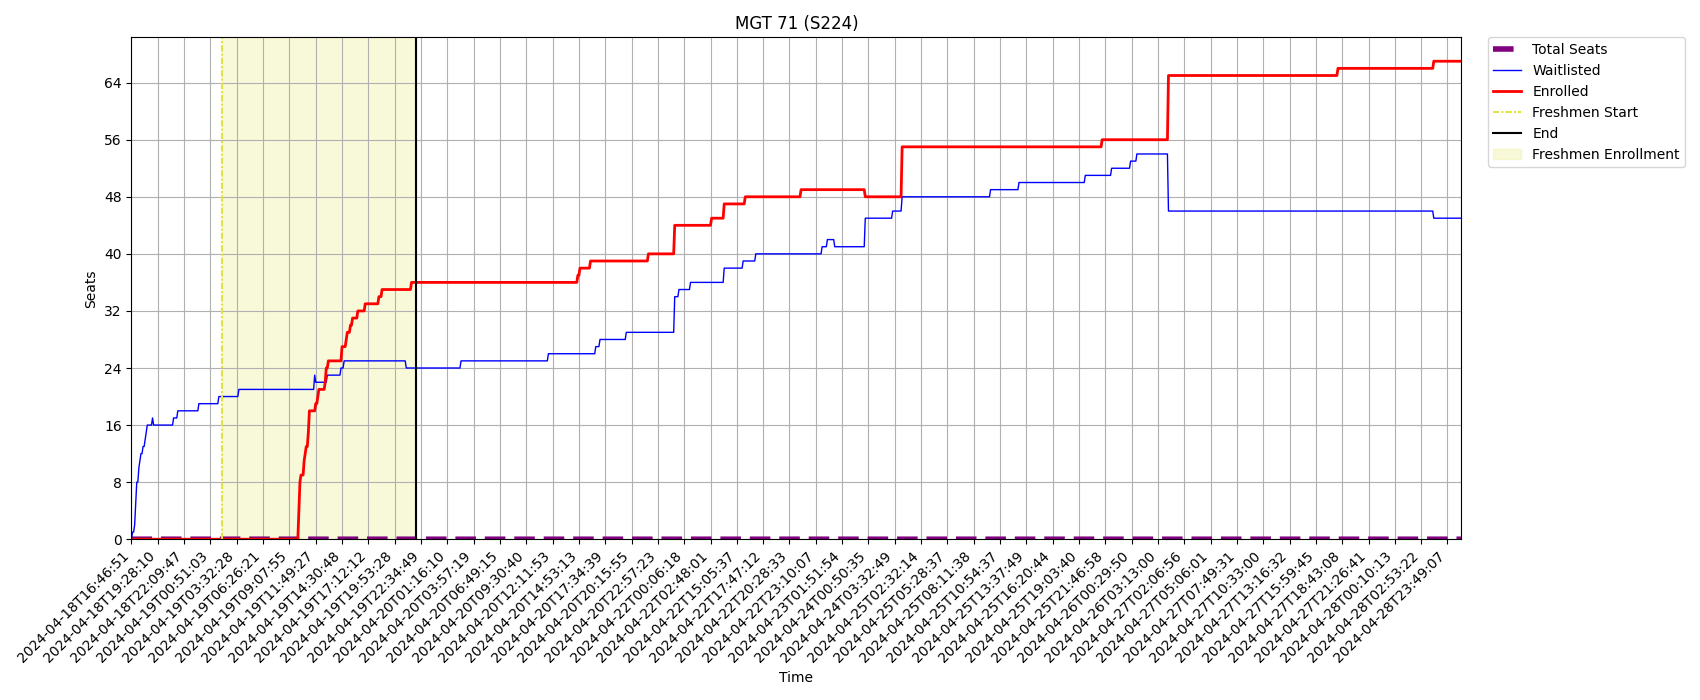 MGT 71 (S224)
Total Seats
Waitlisted
Enrolled
Freshmen Start
End
Freshmen Enrollment
Seats
64
56
48
40
32
24
16
8
0
2024-04-18T16:46:51
2024-04-18T19:28:10
2024-04-18T22:09:47
2024-04-19T00:51:03
2024-04-19T03:32:28
2024-04-19T06:26:21
2024-04-19T09:07:55
2024-04-19T11:49:27
2024-04-19T14:30:48
2024-04-19T17:12:12
2024-04-19T19:53:28
2024-04-19T22:34:49
2024-04-20T01:16:10
2024-04-20T03:57:19
2024-04-20T06:49:15
2024-04-20T09:30:40
2024-04-20T12:11:53
2024-04-20T14:53:13
2024-04-20T17:34:39
2024-04-20T20:15:55
2024-04-20T22:57:23
2024-04-22T00:06:18
2024-04-22T02:48:01
2024-04-22T15:05:37
2024-04-22T17:47:12
2024-04-22T20:28:33
2024-04-22T23:10:07
2024-04-23T01:51:54
2024-04-24T00:50:35
2024-04-24T03:32:49
2024-04-25T02:32:14
2024-04-25T05:28:37
2024-04-25T08:11:38
2024-04-25T10:54:37
2024-04-25T13:37:49
2024-04-25T16:20:44
2024-04-25T19:03:40
2024-04-25T21:46:58
2024-04-26T00:29:50
2024-04-26T03:13:00
2024-04-27T02:06:56
2024-04-27T05:06:01
2024-04-27T07:49:31
2024-04-27T10:33:00
2024-04-27T13:16:32
2024-04-27T15:59:45
2024-04-27T18:43:08
2024-04-27T21:26:41
2024-04-28T00:10:13
2024-04-28T02:53:22
2024-04-28T23:49:07
Time